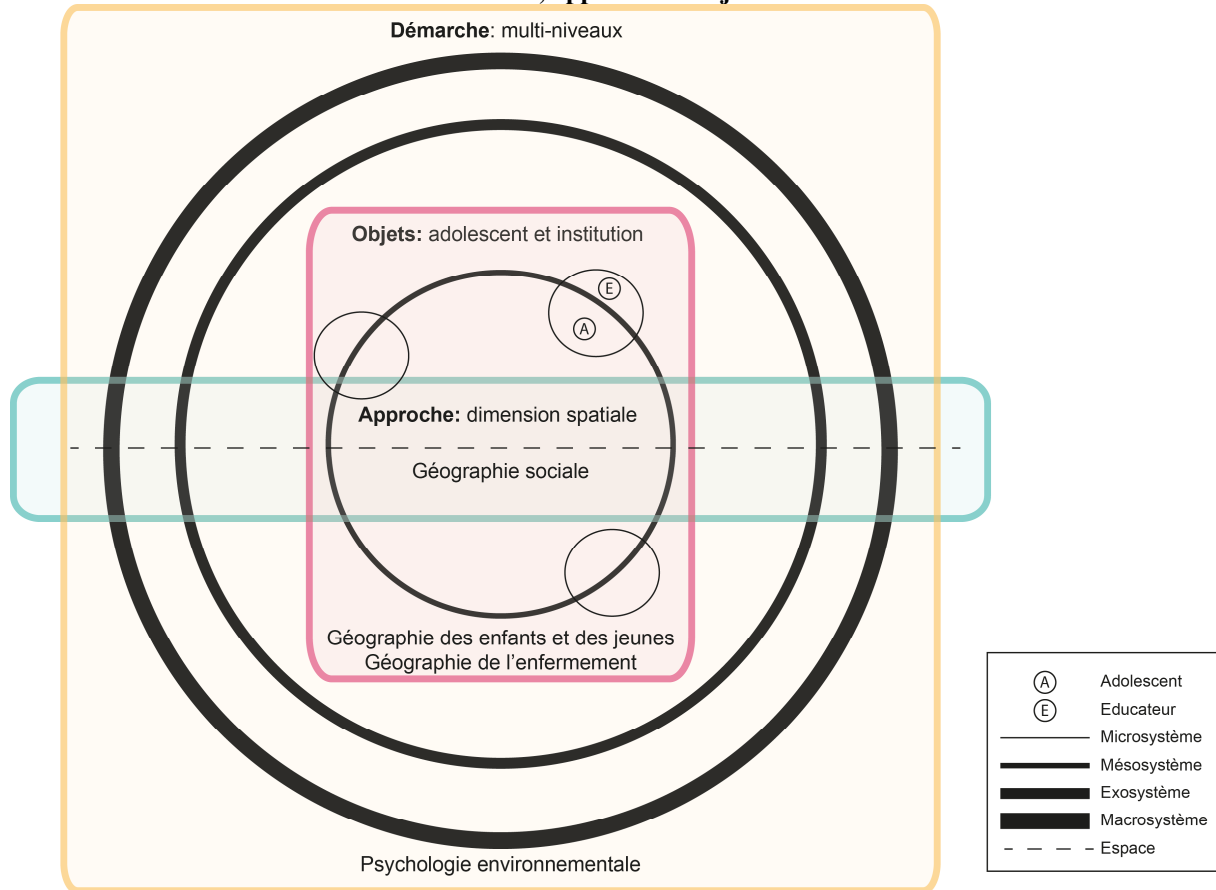 Démarche: multi-niveaux
Objets: adolescent et institution
E
A
Approche: dimension spatiale
Géographie sociale
Géographie des enfants et des jeunes
Géographie de l'enfermement
Psychologie environnementale
A Adolescent
E Educateur
Microsystème
Mésosystème
Exosystème
Macrosystème
Espace